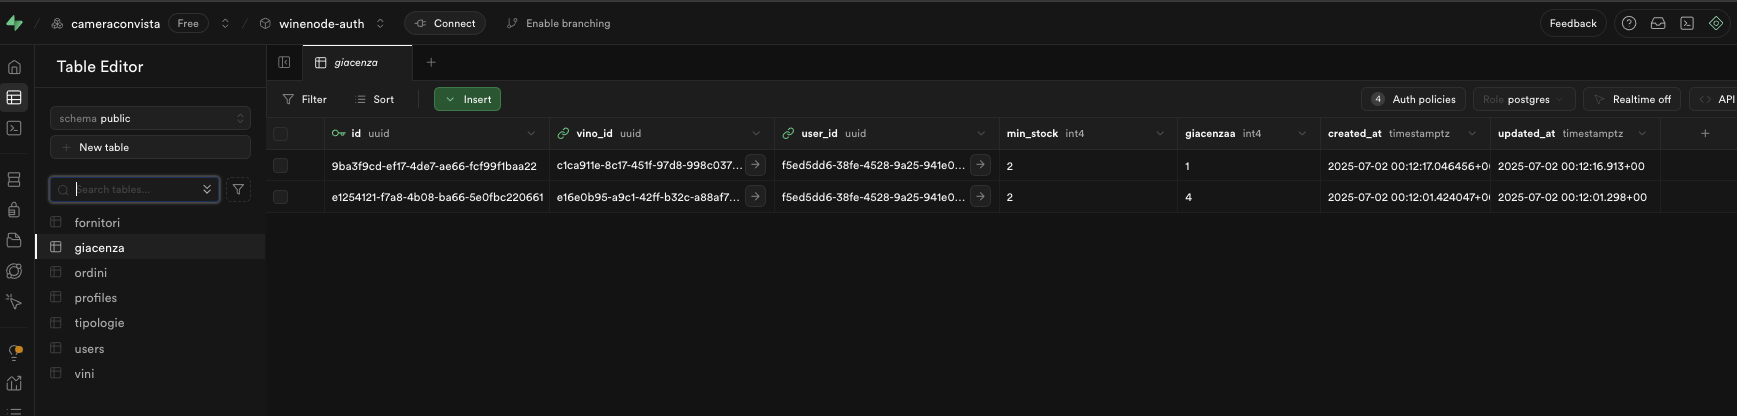 cameraconvista Free winenode-auth Connect Enable branching Feedback
Table Editor
giacenza
schema public
New table
Search tables...
fornitori
giacenza
ordini
profiles
tipologie
users
vini
Filter Sort Insert 4 Auth policies Role postgres Realtime off API
id uuid vino_id uuid user_id uuid min_stock int4 giacenzaa int4 created_at timestamptz updated_at timestamptz
9ba3f9cd-ef17-4de7-ae66-fcf99f1baa22 c1ca911e-8c17-451f-97d8-998c037... f5ed5dd6-38fe-4528-9a25-941e0... 2 1 2025-07-02 00:12:17.046456+0 2025-07-02 00:12:16.913+00
e1254121-f7a8-4b08-ba66-5e0fbc220661 e16e0b95-a9c1-42ff-b32c-a88af7... f5ed5dd6-38fe-4528-9a25-941e0... 2 4 2025-07-02 00:12:01.424047+0 2025-07-02 00:12:01.298+00